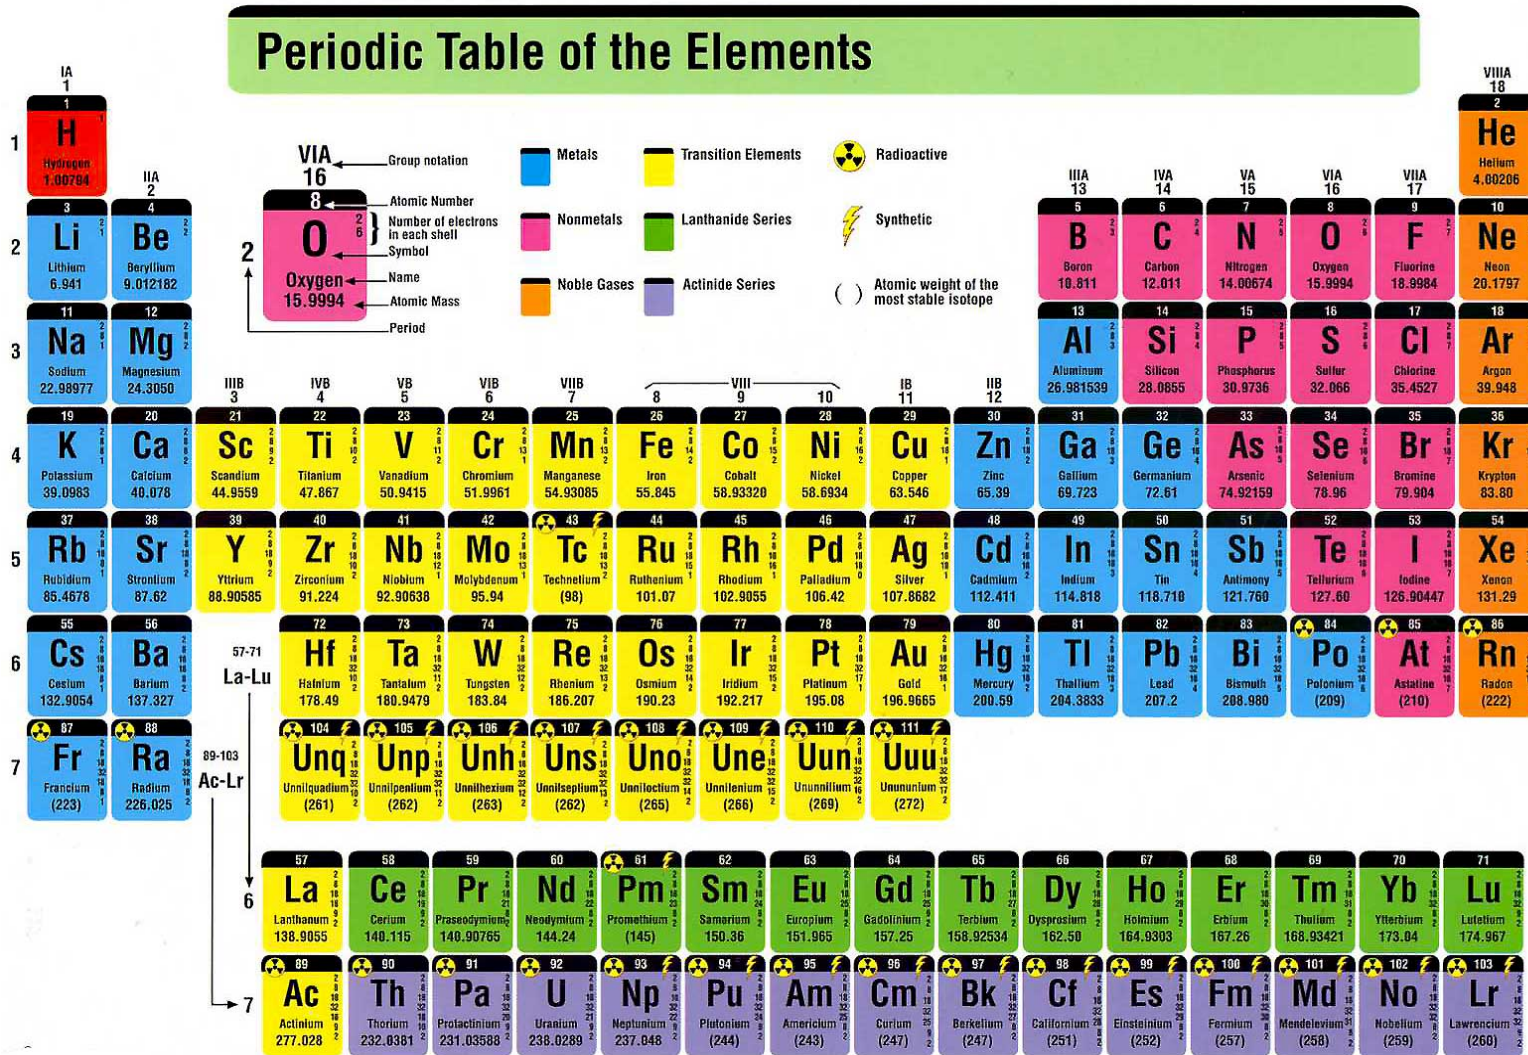 Periodic Table of the Elements
IA
1
VIIIA
18
1
1 2
H He
Hydrogen Helium
1.00794 4.00206
VIA
16
Group notation
8
Atomic Number
O
2
6
Number of electrons
in each shell
Symbol
2
Oxygen
Name
15.9994
Atomic Mass
Period
Metals Transition Elements Radioactive
Nonmetals Lanthanide Series Synthetic
Noble Gases Actinide Series ( ) Atomic weight of the
most stable isotope
IIA IIIA IVA VA VIA VIIA
2 13 14 15 16 17
2
3 4 5 6 7 8 9 10
Li Be B C N O F Ne
Lithium Beryllium Boron Carbon Nitrogen Oxygen Fluorine Neon
6.941 9.012182 10.811 12.011 14.00674 15.9994 18.9984 20.1797
3
11 12 13 14 15 16 17 18
Na Mg Al Si P S Cl Ar
Sodium Magnesium Aluminum Silicon Phosphorus Sulfur Chlorine Argon
22.98977 24.3050 26.981539 28.0855 30.9736 32.066 35.4527 39.948
IIIB IVB VB VIB VIIB VIII IB IIB
3 4 5 6 7 8 9 10 11 12
4
19 20 21 22 23 24 25 26 27 28 29 30 31 32 33 34 35 36
K Ca Sc Ti V Cr Mn Fe Co Ni Cu Zn Ga Ge As Se Br Kr
Potassium Calcium Scandium Titanium Vanadium Chromium Manganese Iron Cobalt Nickel Copper Zinc Gallium Germanium Arsenic Selenium Bromine Krypton
39.0983 40.078 44.9559 47.867 50.9415 51.9961 54.93085 55.845 58.93320 58.6934 63.546 65.39 69.723 72.61 74.92159 78.96 79.904 83.80
5
37 38 39 40 41 42 43 44 45 46 47 48 49 50 51 52 53 54
Rb Sr Y Zr Nb Mo Tc Ru Rh Pd Ag Cd In Sn Sb Te I Xe
Rubidium Strontium Yttrium Zirconium Niobium Molybdenum Technetium Ruthenium Rhodium Palladium Silver Cadmium Indium Tin Antimony Tellurium Iodine Xenon
85.4678 87.62 88.90585 91.224 92.90638 95.94 (98) 101.07 102.9055 106.42 107.8682 112.411 114.818 118.710 121.760 127.60 126.90447 131.29
6
55 56 72 73 74 75 76 77 78 79 80 81 82 83 84 85 86
57-71
La-Lu
Cs Ba Hf Ta W Re Os Ir Pt Au Hg Tl Pb Bi Po At Rn
Cesium Barium Hafnium Tantalum Tungsten Rhenium Osmium Iridium Platinum Gold Mercury Thallium Lead Bismuth Polonium Astatine Radon
132.9054 137.327 178.49 180.9479 183.84 186.207 190.23 192.217 195.08 196.9665 200.59 204.3833 207.2 208.980 (209) (210) (222)
7
87 88 104 105 106 107 108 109 110 111
89-103
Ac-Lr
Fr Ra Unq Unp Unh Uns Uno Une Uun Uuu
Francium Radium Unnilquadium Unnilpentium Unnilhexium Unnilseptium Unniloctium Unnilenium Ununnilium Unununium
(223) 226.025 (261) (262) (263) (262) (265) (266) (269) (272)
6
57 58 59 60 61 62 63 64 65 66 67 68 69 70 71
La Ce Pr Nd Pm Sm Eu Gd Tb Dy Ho Er Tm Yb Lu
Lanthanum Cerium Praseodymium Neodymium Promethium Samarium Europium Gadolinium Terbium Dysprosium Holmium Erbium Thulium Ytterbium Lutetium
138.9055 140.115 140.90765 144.24 (145) 150.36 151.965 157.25 158.92534 162.50 164.9303 167.26 168.93421 173.04 174.967
7
89 90 91 92 93 94 95 96 97 98 99 100 101 102 103
Ac Th Pa U Np Pu Am Cm Bk Cf Es Fm Md No Lr
Actinium Thorium Protactinium Uranium Neptunium Plutonium Americium Curium Berkelium Californium Einsteinium Fermium Mendelevium Nobelium Lawrencium
277.028 232.0381 231.03588 238.0289 237.048 (244) (243) (247) (247) (251) (252) (257) (258) (259) (260)